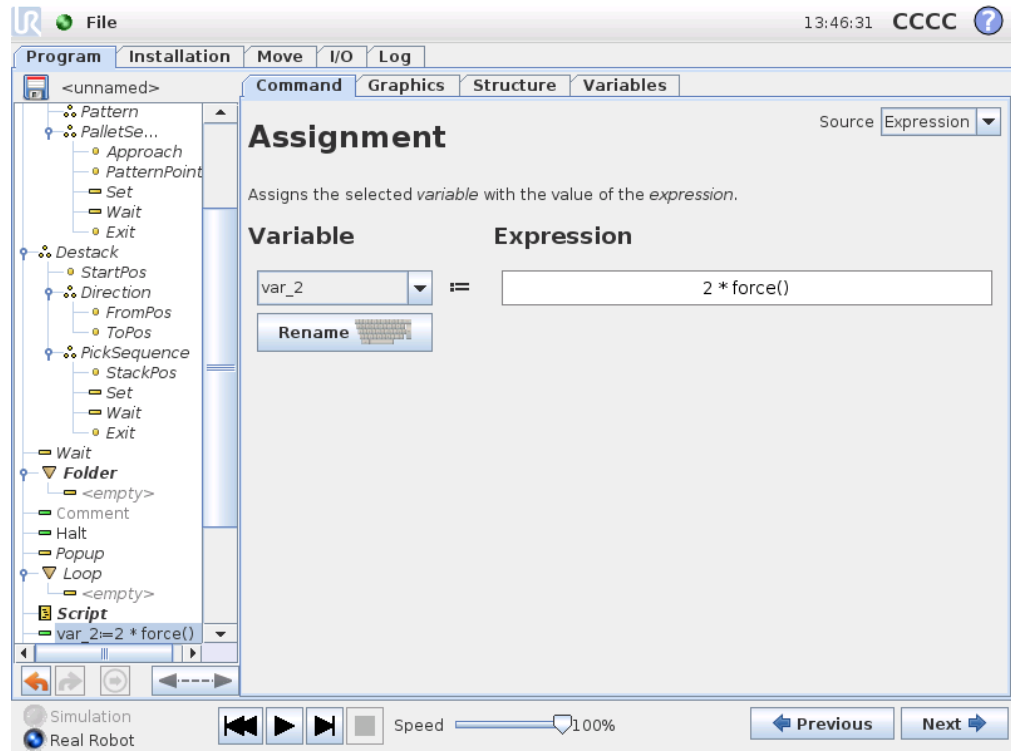 UR File 13:46:31 CCCC ?
Program Installation Move I/O Log
<unnamed>
Command Graphics Structure Variables
Pattern
PalletSe...
Approach
PatternPoint
Set
Wait
Exit
Destack
StartPos
Direction
FromPos
ToPos
PickSequence
StackPos
Set
Wait
Exit
Wait
Folder
<empty>
Comment
Halt
Popup
Loop
<empty>
Script
var_2:=2 * force()
Assignment
Source Expression
Assigns the selected variable with the value of the expression.
Variable Expression
var_2 := 2 * force()
Rename
Simulation
Real Robot
Speed 100%
Previous Next